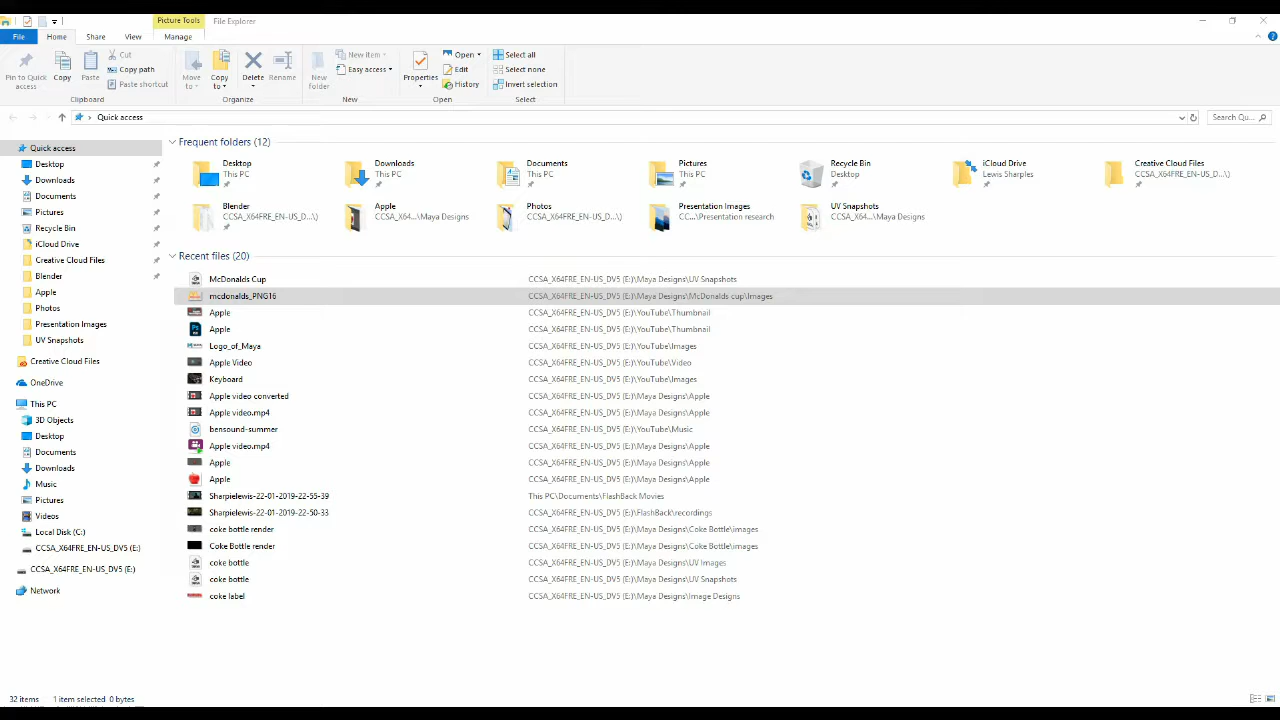 Picture Tools
File Explorer
File
Home
Share
View
Manage
Pin to Quick access
Copy
Paste
Cut
Copy path
Paste shortcut
Clipboard
Move to
Copy to
Delete
Rename
Organize
New folder
New item
Easy access
New
Properties
Open
Edit
History
Open
Select all
Select none
Invert selection
Select
Quick access
Search Qu...
Quick access
Desktop
Downloads
Documents
Pictures
Recycle Bin
iCloud Drive
Creative Cloud Files
Blender
Apple
Photos
Presentation Images
UV Snapshots
Creative Cloud Files
OneDrive
This PC
3D Objects
Desktop
Documents
Downloads
Music
Pictures
Videos
Local Disk (C:)
CCSA_X64FRE_EN-US_DV5 (E:)
CCSA_X64FRE_EN-US_DV5 (E:)
Network
Frequent folders (12)
Desktop
This PC
Downloads
This PC
Documents
This PC
Pictures
This PC
Recycle Bin
Desktop
iCloud Drive
Lewis Sharples
Creative Cloud Files
CCSA_X64FRE_EN-US_D...\)
Blender
CCSA_X64FRE_EN-US_D...\)
Apple
CCSA_X64...\Maya Designs
Photos
CCSA_X64FRE_EN-US_D...\)
Presentation Images
CC...\Presentation research
UV Snapshots
CCSA_X64...\Maya Designs
Recent files (20)
McDonalds Cup CCSA_X64FRE_EN-US_DV5 (E:)\Maya Designs\UV Snapshots
mcdonalds_PNG16 CCSA_X64FRE_EN-US_DV5 (E:)\Maya Designs\McDonalds cup\Images
Apple CCSA_X64FRE_EN-US_DV5 (E:)\YouTube\Thumbnail
Apple CCSA_X64FRE_EN-US_DV5 (E:)\YouTube\Thumbnail
Logo_of_Maya CCSA_X64FRE_EN-US_DV5 (E:)\YouTube\Images
Apple Video CCSA_X64FRE_EN-US_DV5 (E:)\YouTube\Video
Keyboard CCSA_X64FRE_EN-US_DV5 (E:)\YouTube\Images
Apple video converted CCSA_X64FRE_EN-US_DV5 (E:)\Maya Designs\Apple
Apple video.mp4 CCSA_X64FRE_EN-US_DV5 (E:)\Maya Designs\Apple
bensound-summer CCSA_X64FRE_EN-US_DV5 (E:)\YouTube\Music
Apple video.mp4 CCSA_X64FRE_EN-US_DV5 (E:)\Maya Designs\Apple
Apple CCSA_X64FRE_EN-US_DV5 (E:)\Maya Designs\Apple
Apple CCSA_X64FRE_EN-US_DV5 (E:)\Maya Designs\Apple
Sharpielewis-22-01-2019-22-55-39 This PC\Documents\FlashBack Movies
Sharpielewis-22-01-2019-22-50-33 CCSA_X64FRE_EN-US_DV5 (E:)\FlashBack\recordings
coke bottle render CCSA_X64FRE_EN-US_DV5 (E:)\Maya Designs\Coke Bottle\images
Coke Bottle render CCSA_X64FRE_EN-US_DV5 (E:)\Maya Designs\Coke Bottle\images
coke bottle CCSA_X64FRE_EN-US_DV5 (E:)\Maya Designs\UV Images
coke bottle CCSA_X64FRE_EN-US_DV5 (E:)\Maya Designs\UV Snapshots
coke label CCSA_X64FRE_EN-US_DV5 (E:)\Maya Designs\Image Designs
32 items 1 item selected 0 bytes